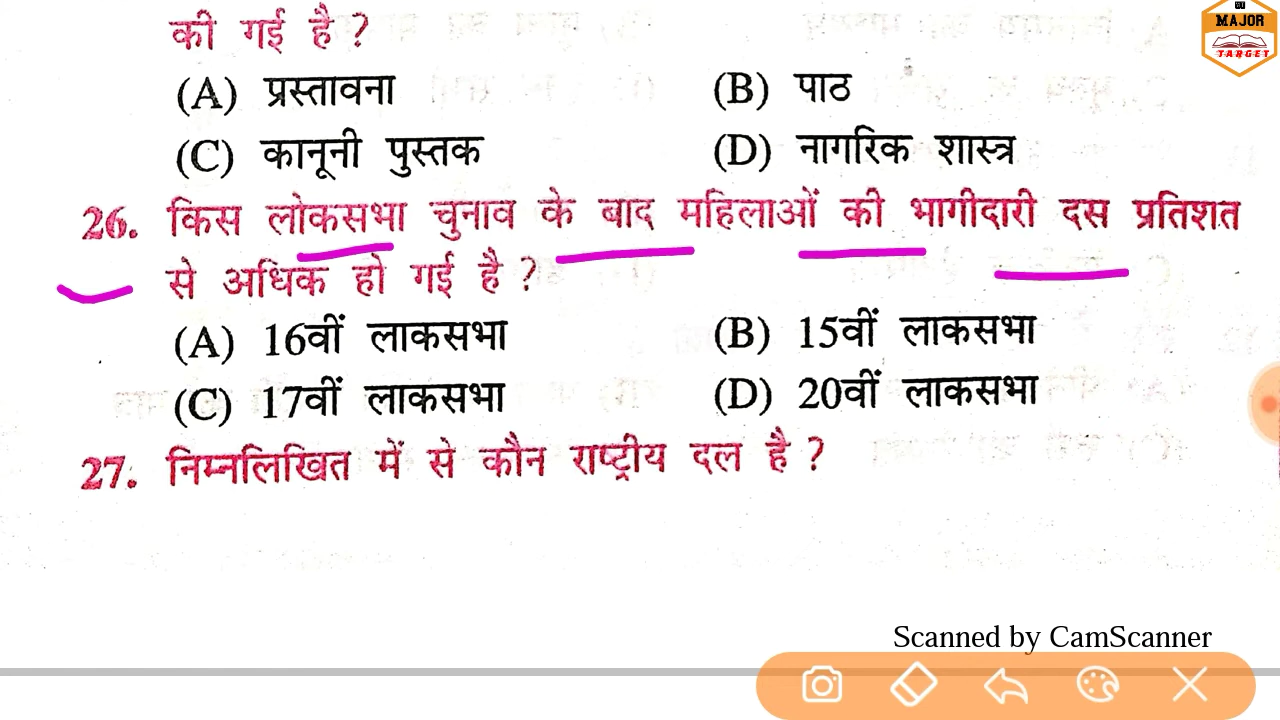 की गई है ?
MAJOR
TARGET
(A) प्रस्तावना (B) पाठ
(C) कानूनी पुस्तक (D) नागरिक शास्त्र
26. किस लोकसभा चुनाव के बाद महिलाओं की भागीदारी दस प्रतिशत
से अधिक हो गई है ?
(A) 16वीं लाकसभा (B) 15वीं लाकसभा
(C) 17वीं लाकसभा (D) 20वीं लाकसभा
27. निम्नलिखित में से कौन राष्ट्रीय दल है ?
Scanned by CamScanner